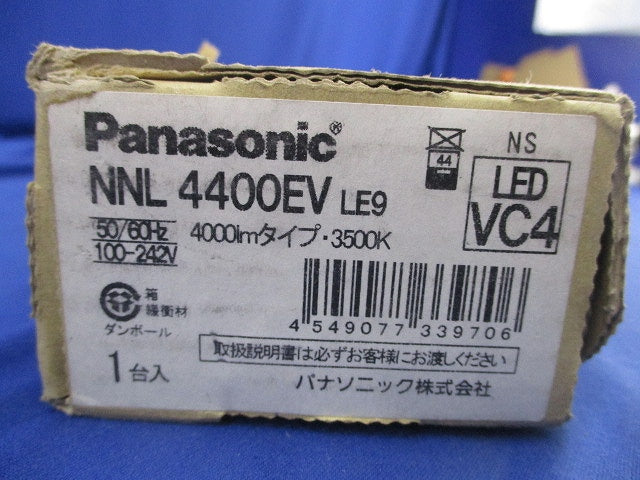 Panasonic®
NNL 4400EV LE9
50/60Hz
100-242V
4000lmタイプ・3500K
44
NS
LED
VC4
箱
緩衝材
ダンボール
4 549077 339706
取扱説明書は必ずお客様にお渡しください
1台入
パナソニック株式会社